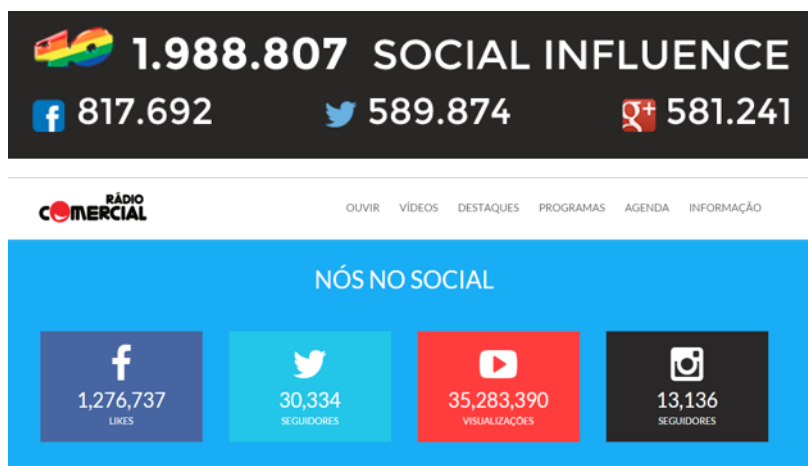 40 1.988.807 SOCIAL INFLUENCE
f 817.692 589.874 g+ 581.241
RÁDIO
COMERCIAL
OUVIR VÍDEOS DESTAQUES PROGRAMAS AGENDA INFORMAÇÃO
NÓS NO SOCIAL
f
1,276,737 30,334 35,283,390 13,136
LIKES SEGUIDORES VISUALIZAÇÕES SEGUIDORES